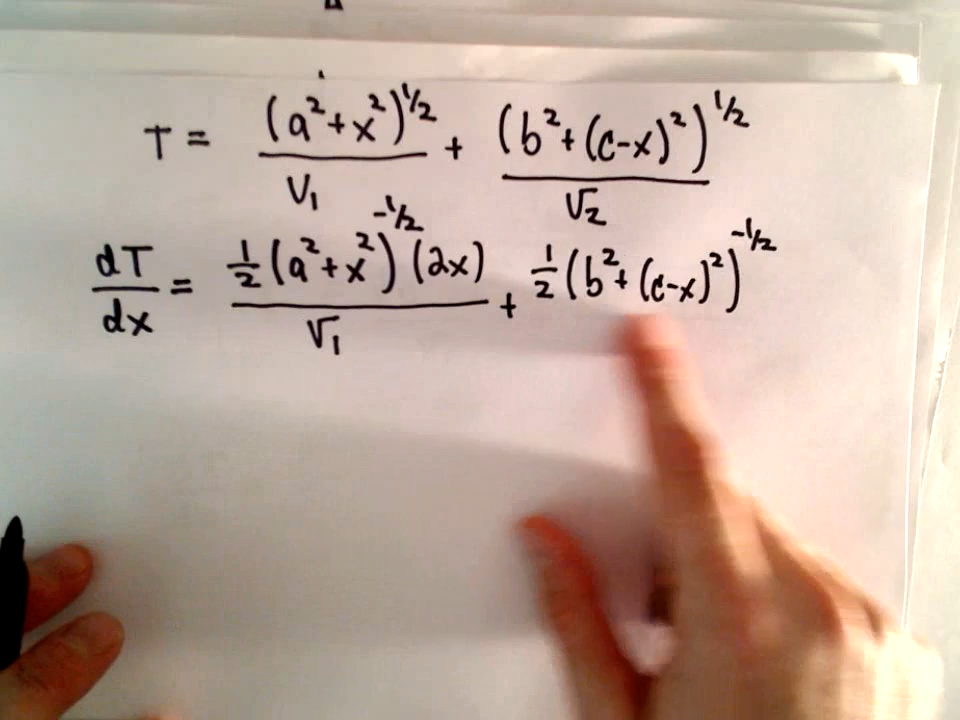 T = (a²+x²)^1/2 / V₁ + (b²+(c-x)²)^1/2 / V₂
dT/dx = 1/2 (a²+x²)^-1/2 (2x) / V₁ + 1/2 (b²+(c-x)²)^-1/2